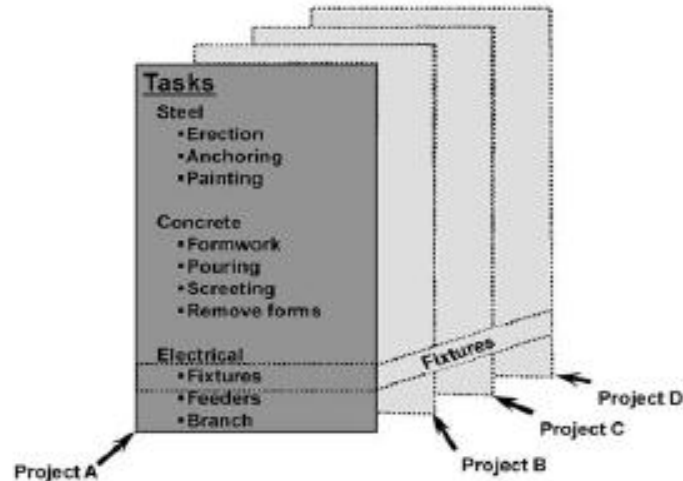 Tasks
Steel
•Erection
•Anchoring
•Painting
Concrete
•Formwork
•Pouring
•Screeting
•Remove forms
Electrical
•Fixtures
•Feeders
•Branch
Fixtures
Project A
Project B
Project C
Project D